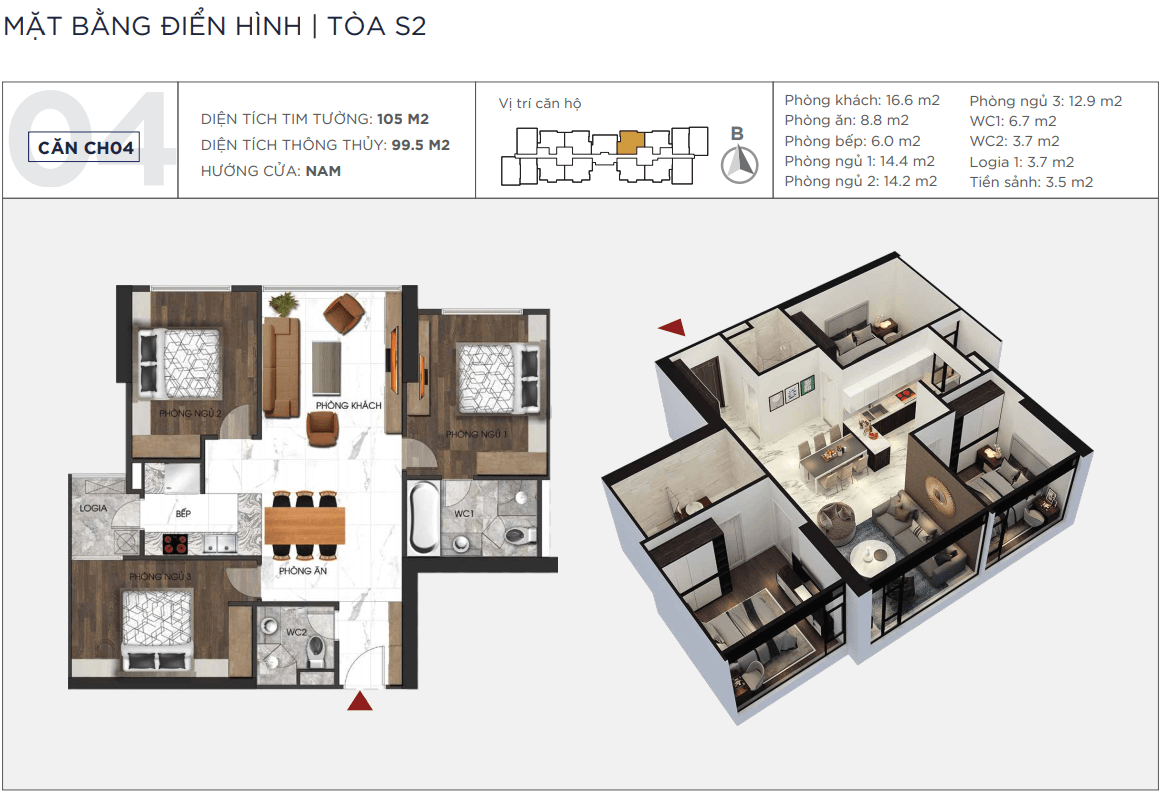 MẶT BẰNG ĐIỂN HÌNH | TÒA S2
04
CĂN CH04
DIỆN TÍCH TIM TƯỜNG: 105 M2
DIỆN TÍCH THÔNG THỦY: 99.5 M2
HƯỚNG CỬA: NAM
Vị trí căn hộ
B
Phòng khách: 16.6 m2
Phòng ăn: 8.8 m2
Phòng bếp: 6.0 m2
Phòng ngủ 1: 14.4 m2
Phòng ngủ 2: 14.2 m2
Phòng ngủ 3: 12.9 m2
WC1: 6.7 m2
WC2: 3.7 m2
Logia 1: 3.7 m2
Tiền sảnh: 3.5 m2
PHÒNG KHÁCH
PHÒNG NGỦ 2
PHÒNG NGỦ 1
LOGIA
BẾP
WC1
PHÒNG ĂN
PHÒNG NGỦ 3
WC2